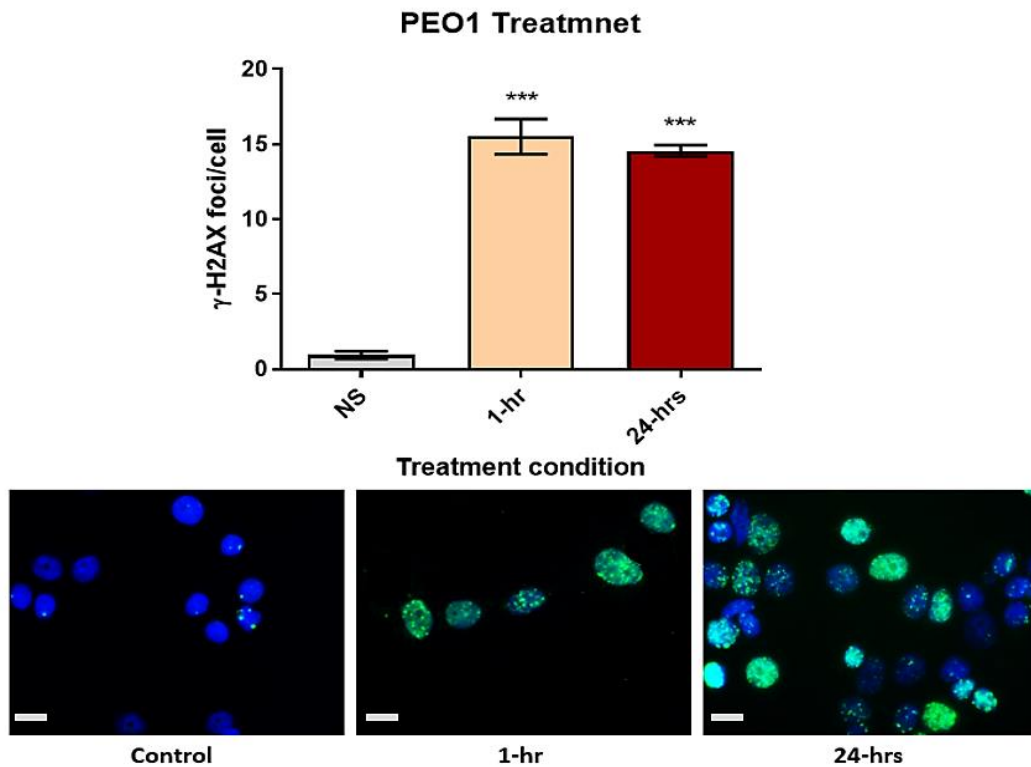 PEO1 Treatmnet
20
15
10
5
0
γ-H2AX foci/cell
***
***
NS
1-hr
24-hrs
Treatment condition
Control
1-hr
24-hrs